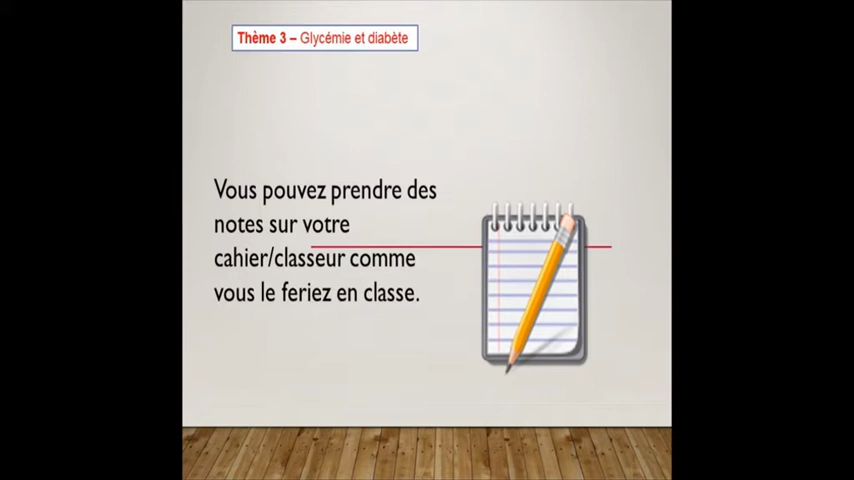 Thème 3 – Glycémie et diabète
Vous pouvez prendre des
notes sur votre
cahier/classeur comme
vous le feriez en classe.